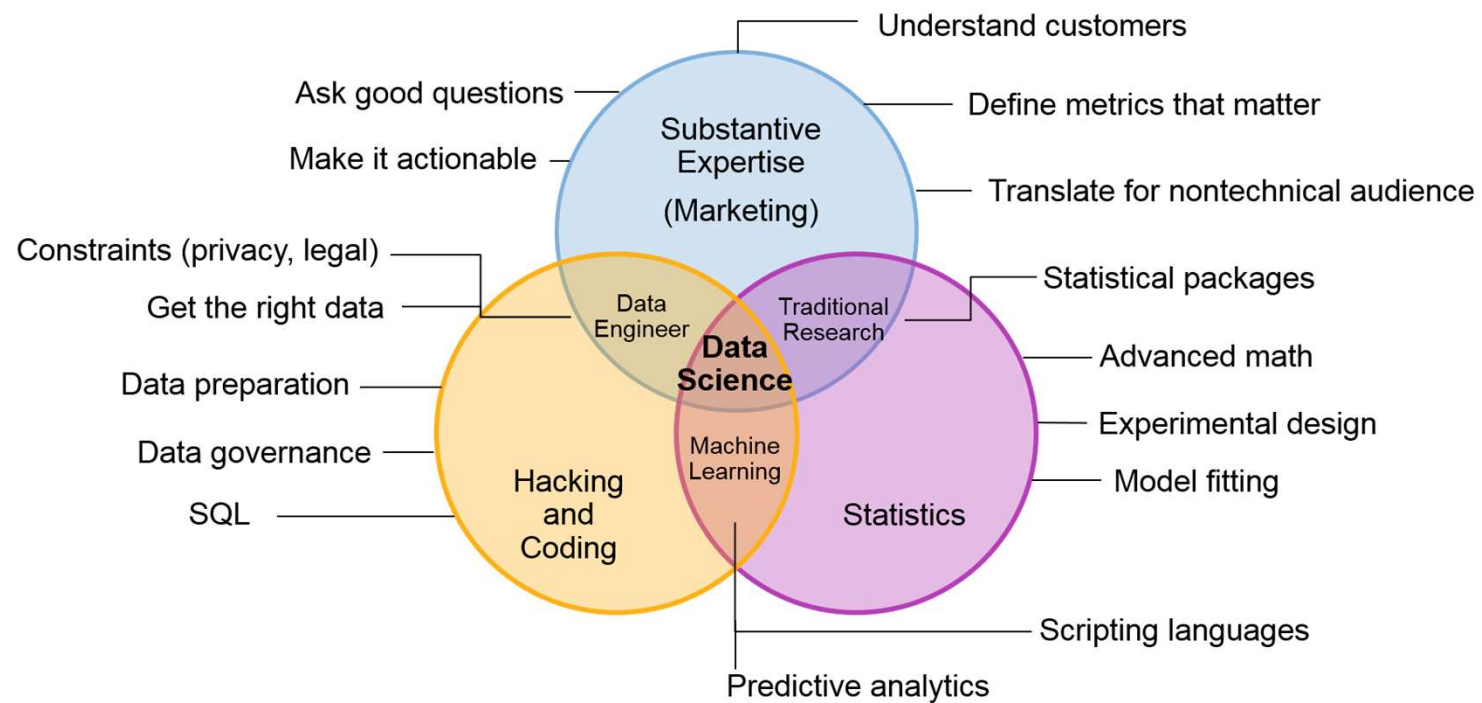 Understand customers
Ask good questions
Define metrics that matter
Substantive
Expertise
(Marketing)
Make it actionable
Translate for nontechnical audience
Constraints (privacy, legal)
Statistical packages
Get the right data
Data
Engineer
Traditional
Research
Data
Science
Advanced math
Data preparation
Experimental design
Data governance
Machine
Learning
Model fitting
Hacking
and
Coding
Statistics
SQL
Scripting languages
Predictive analytics